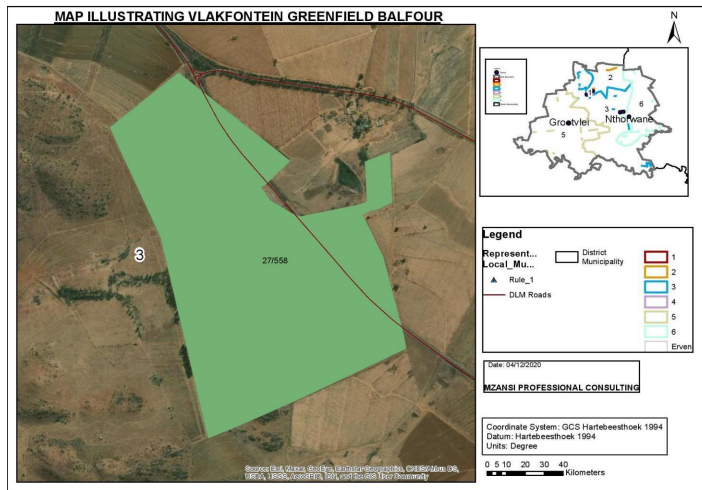 MAP ILLUSTRATING VLAKFONTEIN GREENFIELD BALFOUR
N
2
1
6
3
Nthorwane
Grootvlei
5
3
27/558
Legend
Represent...
Local_Mu...
Rule_1
DLM Roads
District
Municipality
1
2
3
4
5
6
Erven
Date: 04/12/2020
MZANSI PROFESSIONAL CONSULTING
Coordinate System: GCS Hartebeesthoek 1994
Datum: Hartebeesthoek 1994
Units: Degree
0 5 10 20 30 40
Kilometers
Source: Esri, Maxar, GeoEye, Earthstar Geographics, CNES/Airbus DS,
USDA, USGS, AeroGRID, IGN, and the GIS User Community